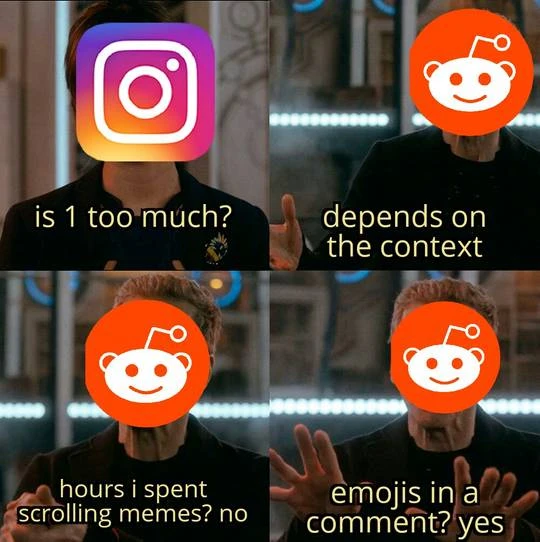 is 1 too much?
depends on
the context
hours i spent
scrolling memes? no
emojis in a
comment? yes